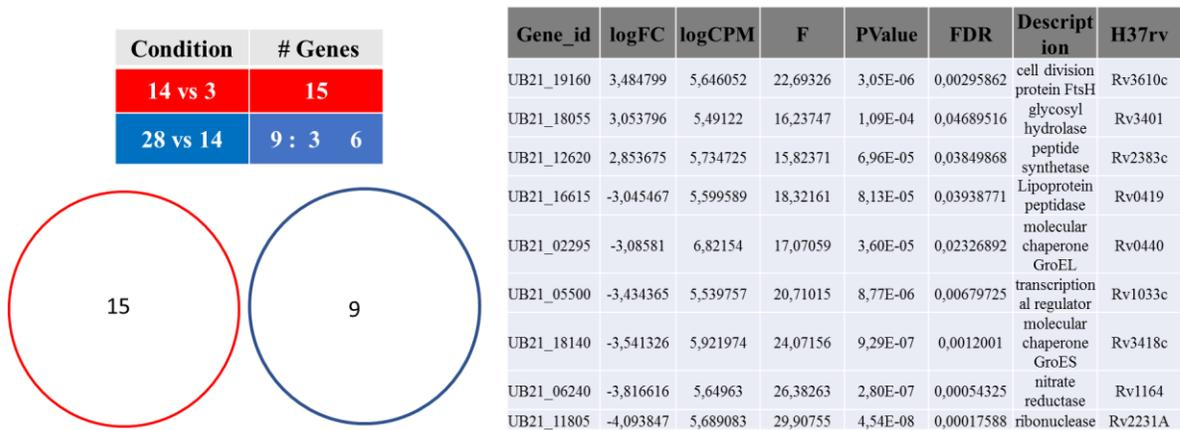 Condition # Genes
14 vs 3 15
28 vs 14 9 : 3 6
15
9
Gene_id logFC logCPM F PValue FDR Descript
ion H37rv
UB21_19160 3,484799 5,646052 22,69326 3,05E-06 0,00295862 cell division
protein FtsH Rv3610c
UB21_18055 3,053796 5,49122 16,23747 1,09E-04 0,04689516 glycosyl
hydrolase Rv3401
UB21_12620 2,853675 5,734725 15,82371 6,96E-05 0,03849868 peptide
synthetase Rv2383c
UB21_16615 -3,045467 5,599589 18,32161 8,13E-05 0,03938771 Lipoprotein
peptidase Rv0419
UB21_02295 -3,08581 6,82154 17,07059 3,60E-05 0,02326892 molecular
chaperone
GroEL Rv0440
UB21_05500 -3,434365 5,539757 20,71015 8,77E-06 0,00679725 transcription
al regulator Rv1033c
UB21_18140 -3,541326 5,921974 24,07156 9,29E-07 0,0012001 molecular
chaperone
GroES Rv3418c
UB21_06240 -3,816616 5,64963 26,38263 2,80E-07 0,00054325 nitrate
reductase Rv1164
UB21_11805 -4,093847 5,689083 29,90755 4,54E-08 0,00017588 ribonuclease Rv2231A